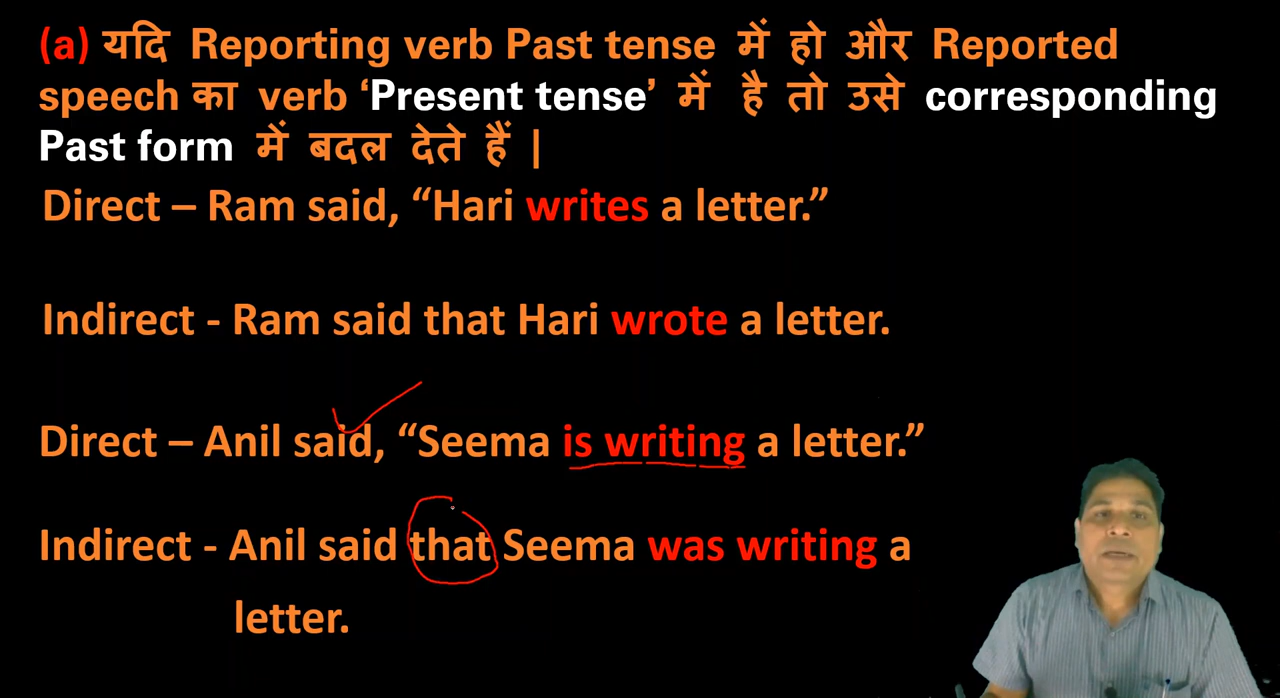 (a) यदि Reporting verb Past tense में हो और Reported
speech का verb ‘Present tense’ में है तो उसे corresponding
Past form में बदल देते हैं |
Direct – Ram said, “Hari writes a letter.”
Indirect - Ram said that Hari wrote a letter.
Direct – Anil said, “Seema is writing a letter.”
Indirect - Anil said that Seema was writing a
letter.